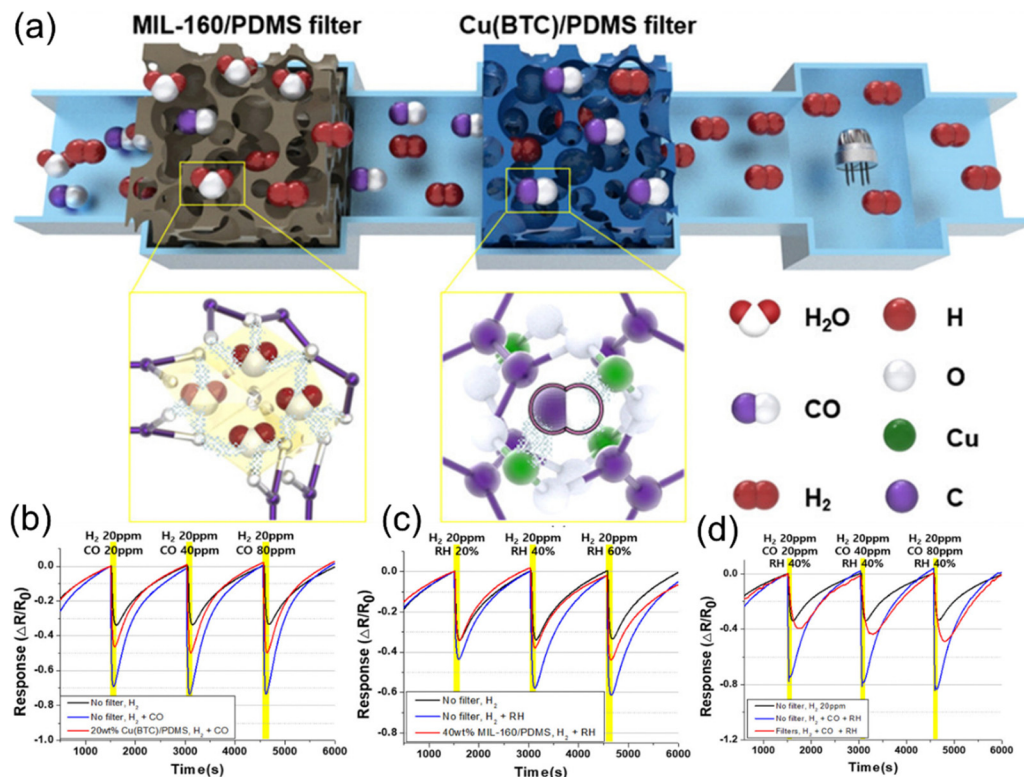 (a)
MIL-160/PDMS filter
Cu(BTC)/PDMS filter
H₂O
H
O
CO
Cu
H₂
C
(b)
H₂ 20ppm H₂ 20ppm H₂ 20ppm
CO 20ppm CO 40ppm CO 80ppm
Response (△R/R₀)
0.0
-0.2
-0.4
-0.6
-0.8
-1.0
No filter, H₂
No filter, H₂ + CO
20wt% Cu(BTC)/PDMS, H₂ + CO
1000 2000 3000 4000 5000 6000
Time(s)
(c)
H₂ 20ppm H₂ 20ppm H₂ 20ppm
RH 20% RH 40% RH 60%
Response (△R/R₀)
0.0
-0.2
-0.4
-0.6
-0.8
No filter, H₂
No filter, H₂ + RH
40wt% MIL-160/PDMS, H₂ + RH
1000 2000 3000 4000 5000 6000
Time(s)
(d)
H₂ 20ppm H₂ 20ppm H₂ 20ppm
CO 20ppm CO 40ppm CO 80ppm
RH 40% RH 40% RH 40%
Response (△R/R₀)
0.0
-0.4
-0.8
-1.2
No filter, H₂ 20ppm
No filter, H₂ + CO + RH
Filters, H₂ + CO + RH
1000 2000 3000 4000 5000 6000
Time(s)